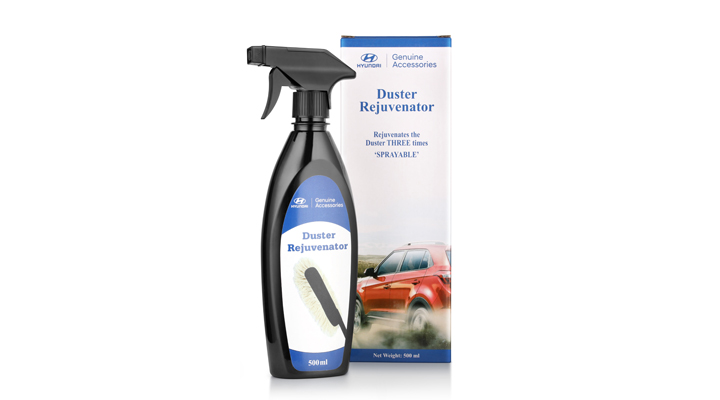 HYUNDAI
Genuine
Accessories
Duster
Rejuvenator
Rejuvenates the
Duster THREE times
‘SPRAYABLE’
Net Weight: 500 ml
HYUNDAI
Genuine
Accessories
Duster
Rejuvenator
500ml